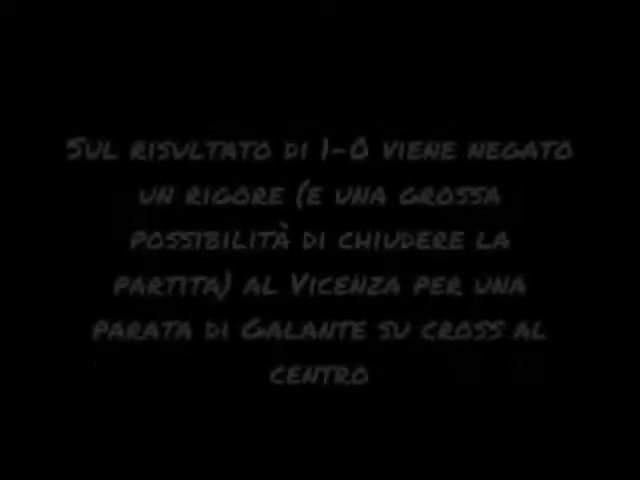 Sul risultato di 1-0 viene negato
un rigore (e una grossa
possibilità di chiudere la
partita) al Vicenza per una
parata di Galante su cross al
centro